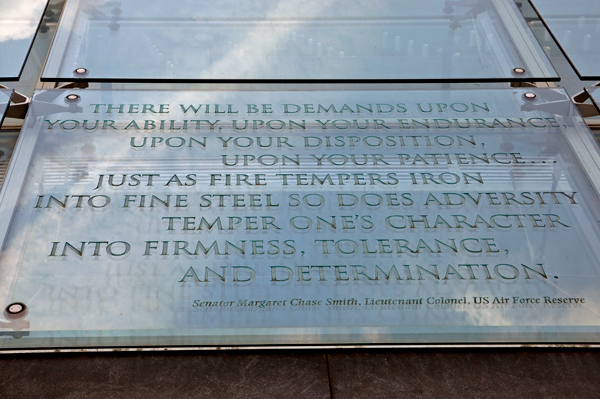 THERE WILL BE DEMANDS UPON
YOUR ABILITY, UPON YOUR ENDURANCE,
UPON YOUR DISPOSITION,
UPON YOUR PATIENCE...
JUST AS FIRE TEMPERS IRON
INTO FINE STEEL SO DOES ADVERSITY
TEMPER ONE'S CHARACTER
INTO FIRMNESS, TOLERANCE,
AND DETERMINATION.
Senator Margaret Chase Smith, Lieutenant Colonel, US Air Force Reserve